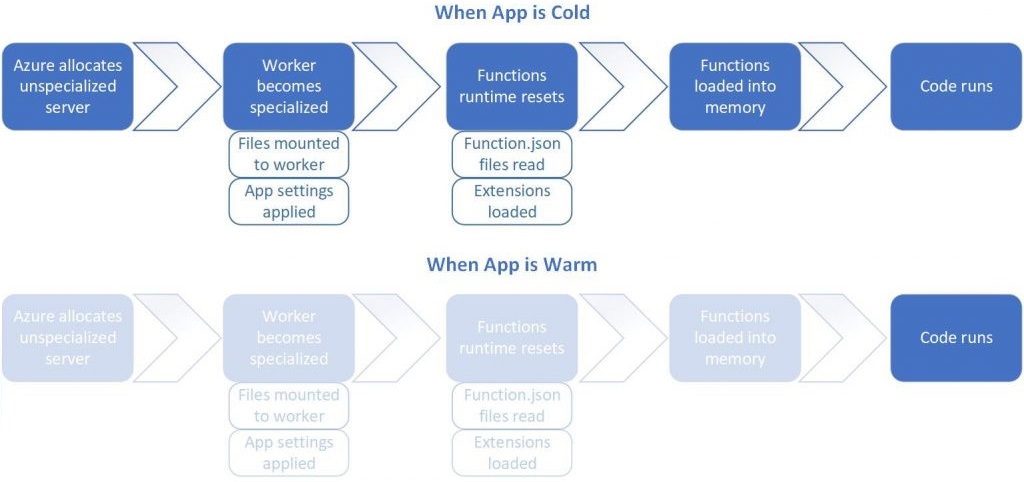 When App is Cold
Azure allocates
unspecialized
server
Worker
becomes
specialized
Files mounted
to worker
App settings
applied
Functions
runtime resets
Function.json
files read
Extensions
loaded
Functions
loaded into
memory
Code runs
When App is Warm
Azure allocates
unspecialized
server
Worker
becomes
specialized
Files mounted
to worker
App settings
applied
Functions
runtime resets
Function.json
files read
Extensions
loaded
Functions
loaded into
memory
Code runs